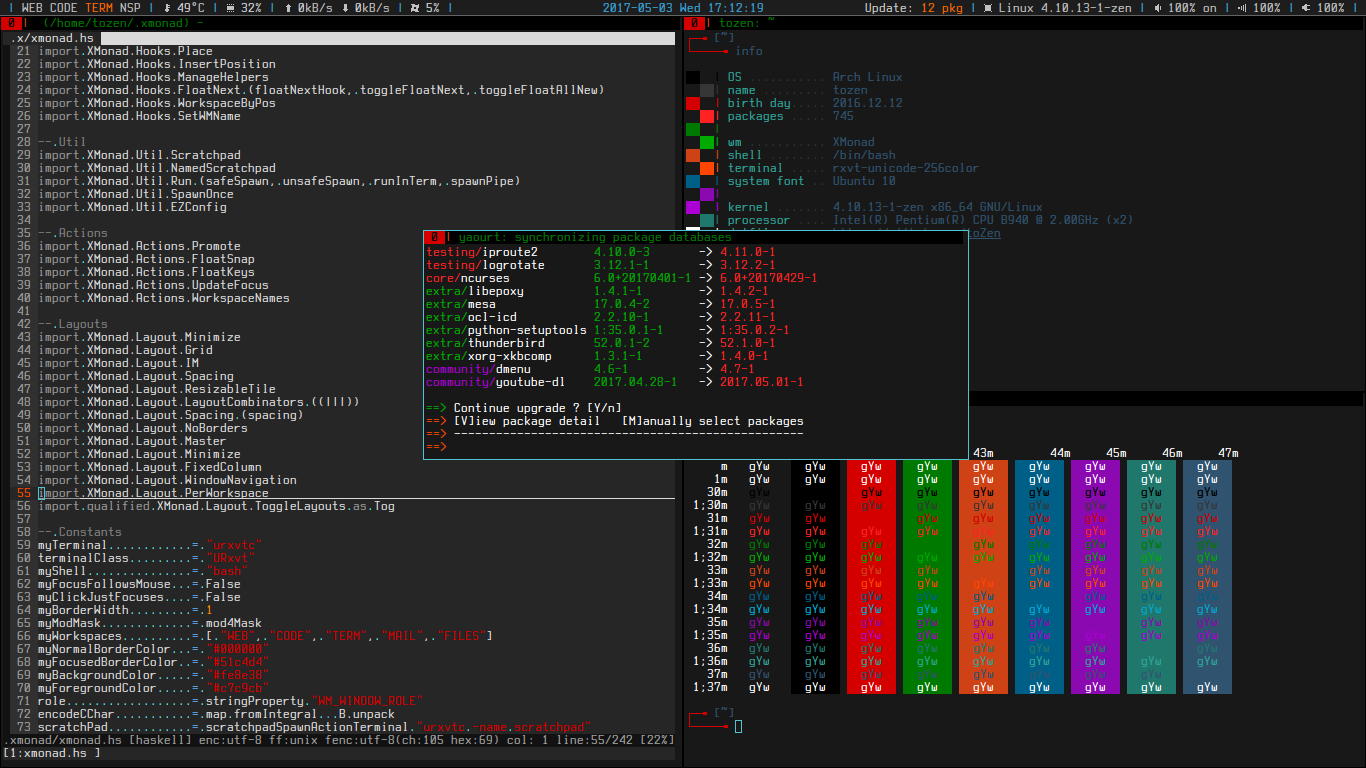 WEB CODE TERM NSP | 49°C | 32% | 0kB/s 0kB/s | 5% |
2017-05-03 Wed 17:12:19
Update: 12 pkg | Linux 4.10.13-1-zen | 100% on | 100% | 100% |
0 | (/home/tozen/.xmonad) -
.x/xmonad.hs
21 import.XMonad.Hooks.Place
22 import.XMonad.Hooks.InsertPosition
23 import.XMonad.Hooks.ManageHelpers
24 import.XMonad.Hooks.FloatNext.(floatNextHook,.toggleFloatNext,.toggleFloatAllNew)
25 import.XMonad.Hooks.WorkspaceByPos
26 import.XMonad.Hooks.SetWMName
27
28 --.Util
29 import.XMonad.Util.Scratchpad
30 import.XMonad.Util.NamedScratchpad
31 import.XMonad.Util.Run.(safeSpawn,.unsafeSpawn,.runInTerm,.spawnPipe)
32 import.XMonad.Util.SpawnOnce
33 import.XMonad.Util.EZConfig
34
35 --.Actions
36 import.XMonad.Actions.Promote
37 import.XMonad.Actions.FloatSnap
38 import.XMonad.Actions.FloatKeys
39 import.XMonad.Actions.UpdateFocus
40 import.XMonad.Actions.WorkspaceNames
41
42 --.Layouts
43 import.XMonad.Layout.Minimize
44 import.XMonad.Layout.Grid
45 import.XMonad.Layout.IM
46 import.XMonad.Layout.Spacing
47 import.XMonad.Layout.ResizableTile
48 import.XMonad.Layout.LayoutCombinators.((|||))
49 import.XMonad.Layout.Spacing.(spacing)
50 import.XMonad.Layout.NoBorders
51 import.XMonad.Layout.Master
52 import.XMonad.Layout.Minimize
53 import.XMonad.Layout.FixedColumn
54 import.XMonad.Layout.WindowNavigation
55 import.XMonad.Layout.PerWorkspace
56 import.qualified.XMonad.Layout.ToggleLayouts.as.Tog
57
58 --.Constants
59 myTerminal............=."urxvtc"
60 terminalClass.........=."URxvt"
61 myShell...............=."bash"
62 myFocusFollowsMouse...=.False
63 myClickJustFocuses....=.False
64 myBorderWidth.........=.1
65 myModMask.............=.mod4Mask
66 myWorkspaces..........=.[."WEB",."CODE",."TERM",."MAIL",."FILES"]
67 myNormalBorderColor...=."#000000"
68 myFocusedBorderColor..=."#51c4d4"
69 myBackgroundColor.....=."#fe8e38"
70 myForegroundColor.....=."#c7c9cb"
71 role..................=.stringProperty."WM_WINDOW_ROLE"
72 encodeCChar...........=.map.fromIntegral...B.unpack
73 scratchPad............=.scratchpadSpawnActionTerminal."urxvtc.-name.scratchpad"
.xmonad/xmonad.hs [haskell] enc:utf-8 ff:unix fenc:utf-8(ch:105 hex:69) col: 1 line:55/242 [22%]
[1:xmonad.hs ]
0 | tozen: ~
[~]
info
OS ........... Arch Linux
name ......... tozen
birth day..... 2016.12.12
packages ..... 745
wm ........... XMonad
shell ........ /bin/bash
terminal ..... rxvt-unicode-256color
system font .. Ubuntu 10
kernel ....... 4.10.13-1-zen x86_64 GNU/Linux
processor .... Intel(R) Pentium(R) CPU B940 @ 2.00GHz (x2)
toZen
0 | yaourt: synchronizing package databases
testing/iproute2 4.10.0-3 -> 4.11.0-1
testing/logrotate 3.12.1-1 -> 3.12.2-1
core/ncurses 6.0+20170401-1 -> 6.0+20170429-1
extra/libepoxy 1.4.1-1 -> 1.4.2-1
extra/mesa 17.0.4-2 -> 17.0.5-1
extra/ocl-icd 2.2.10-1 -> 2.2.11-1
extra/python-setuptools 1:35.0.1-1 -> 1:35.0.2-1
extra/thunderbird 52.0.1-2 -> 52.1.0-1
extra/xorg-xkbcomp 1.3.1-1 -> 1.4.0-1
community/dmenu 4.6-1 -> 4.7-1
community/youtube-dl 2017.04.28-1 -> 2017.05.01-1
==> Continue upgrade ? [Y/n]
==> [V]iew package detail [M]anually select packages
==> --------------------------------------------------
==>
43m 44m 45m 46m 47m
m gYw gYw gYw gYw gYw gYw gYw gYw gYw
1m gYw gYw gYw gYw gYw gYw gYw gYw gYw
30m gYw gYw gYw gYw gYw gYw gYw gYw gYw
1;30m gYw gYw gYw gYw gYw gYw gYw gYw gYw
31m gYw gYw gYw gYw gYw gYw gYw gYw gYw
1;31m gYw gYw gYw gYw gYw gYw gYw gYw gYw
32m gYw gYw gYw gYw gYw gYw gYw gYw gYw
1;32m gYw gYw gYw gYw gYw gYw gYw gYw gYw
33m gYw gYw gYw gYw gYw gYw gYw gYw gYw
1;33m gYw gYw gYw gYw gYw gYw gYw gYw gYw
34m gYw gYw gYw gYw gYw gYw gYw gYw
1;34m gYw gYw gYw gYw gYw gYw gYw gYw gYw
35m gYw gYw gYw gYw gYw gYw gYw gYw
1;35m gYw gYw gYw gYw gYw gYw gYw gYw gYw
36m gYw gYw gYw gYw gYw gYw gYw gYw
1;36m gYw gYw gYw gYw gYw gYw gYw gYw gYw
37m gYw gYw gYw gYw gYw gYw gYw gYw
1;37m gYw gYw gYw gYw gYw gYw gYw gYw gYw
[~]